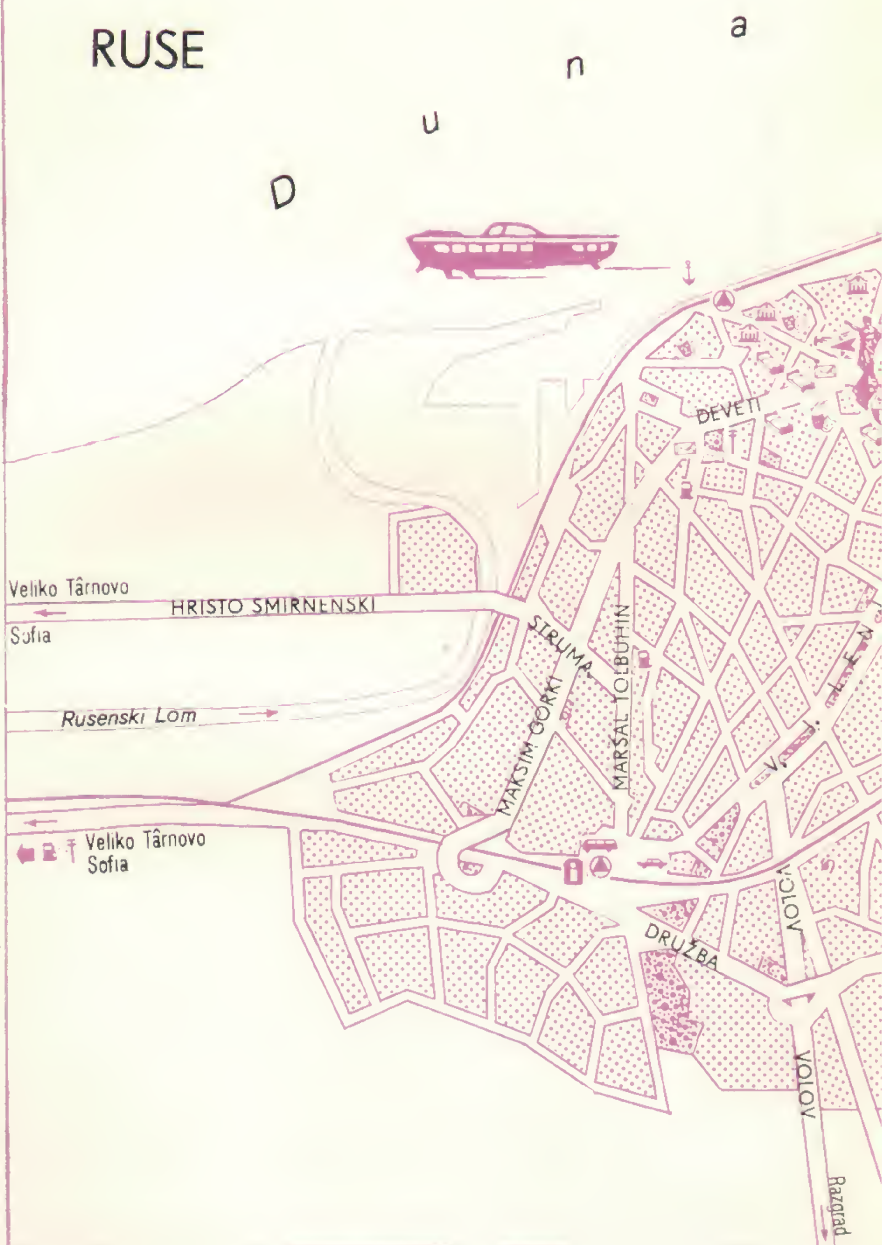 RUSE
D u n a
DEVETI
Veliko Târnovo
HRISTO SMIRNENSKI
Sofia
STRUMA
Rusenski Lom
MAKSIM GORKI
MARŠAL TOLBUHIN
V. I. LEN
Veliko Târnovo
Sofia
VOLOV
DRUŽBA
VOLOV
Razgrad